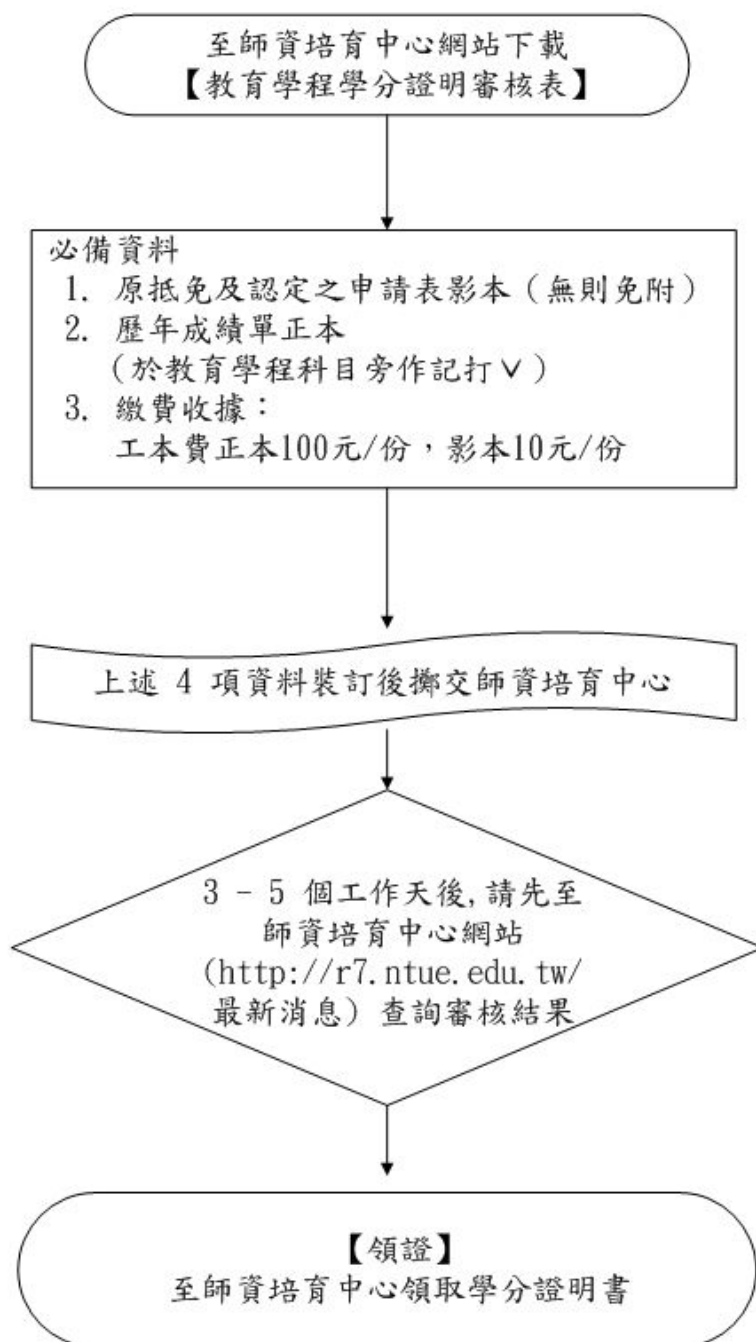 至師資培育中心網站下載
【教育學程學分證明審核表】
必備資料
1. 原抵免及認定之申請表影本（無則免附）
2. 歷年成績單正本
（於教育學程科目旁作記打∨）
3. 繳費收據：
工本費正本100元/份，影本10元/份
上述 4 項資料裝訂後擲交師資培育中心
3 - 5 個工作天後,請先至
師資培育中心網站
(http://r7.ntue.edu.tw/
最新消息) 查詢審核結果
【領證】
至師資培育中心領取學分證明書